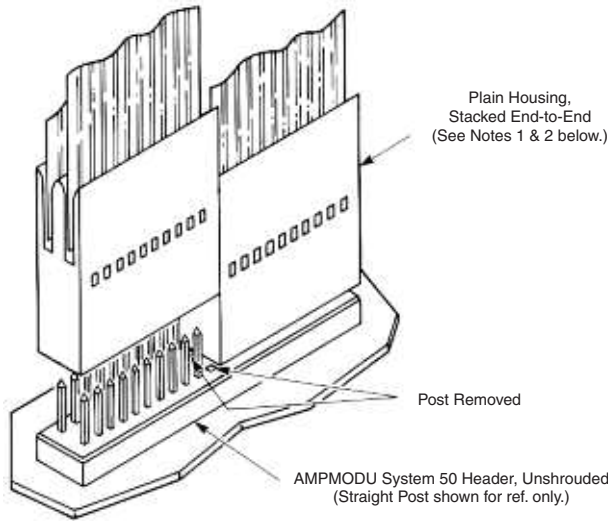 Plain Housing,
Stacked End-to-End
(See Notes 1 & 2 below.)
Post Removed
AMPMODU System 50 Header, Unshrouded
(Straight Post shown for ref. only.)